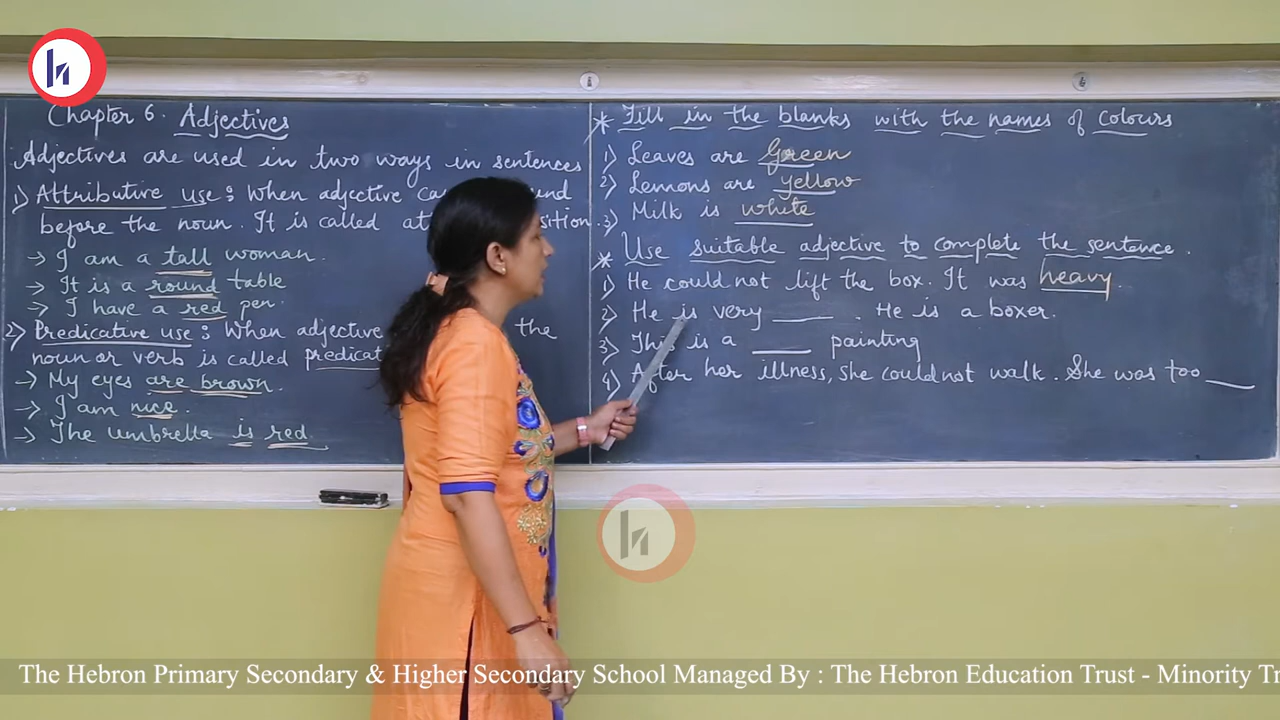 Chapter 6. Adjectives
Adjectives are used in two ways in sentences
1) Attributive use : When adjective
before the noun. It is called
→ I am a tall woman.
→ It is a round table
→ I have a red pen.
2) Predicative use : When adjective the
noun or verb is called
→ My eyes are brown.
→ I am nice.
→ The umbrella is red.
* Fill in the blanks with the names of colours
1) Leaves are Green
2) Lemons are yellow
3) Milk is white
* Use suitable adjective to complete the sentence.
1) He could not lift the box. It was heavy.
2) He is very ____ . He is a boxer.
3) This is a ____ painting
4) After her illness, she could not walk. She was too ____
The Hebron Primary Secondary & Higher Secondary School Managed By : The Hebron Education Trust - Minority